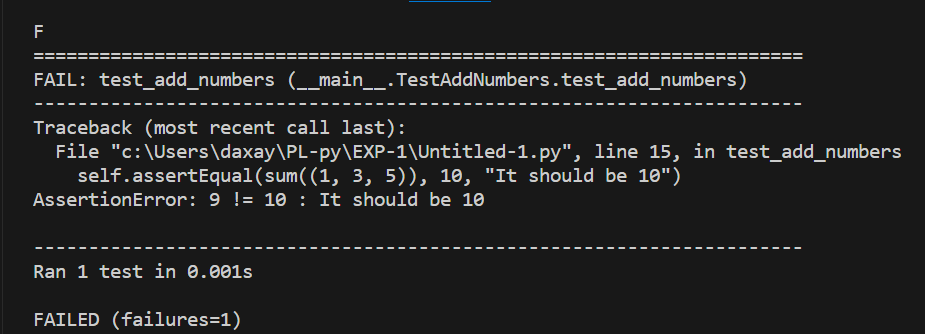 F
======================================================================
FAIL: test_add_numbers (__main__.TestAddNumbers.test_add_numbers)
----------------------------------------------------------------------
Traceback (most recent call last):
  File "c:\Users\daxay\PL-py\EXP-1\Untitled-1.py", line 15, in test_add_numbers
    self.assertEqual(sum((1, 3, 5)), 10, "It should be 10")
AssertionError: 9 != 10 : It should be 10

----------------------------------------------------------------------
Ran 1 test in 0.001s

FAILED (failures=1)